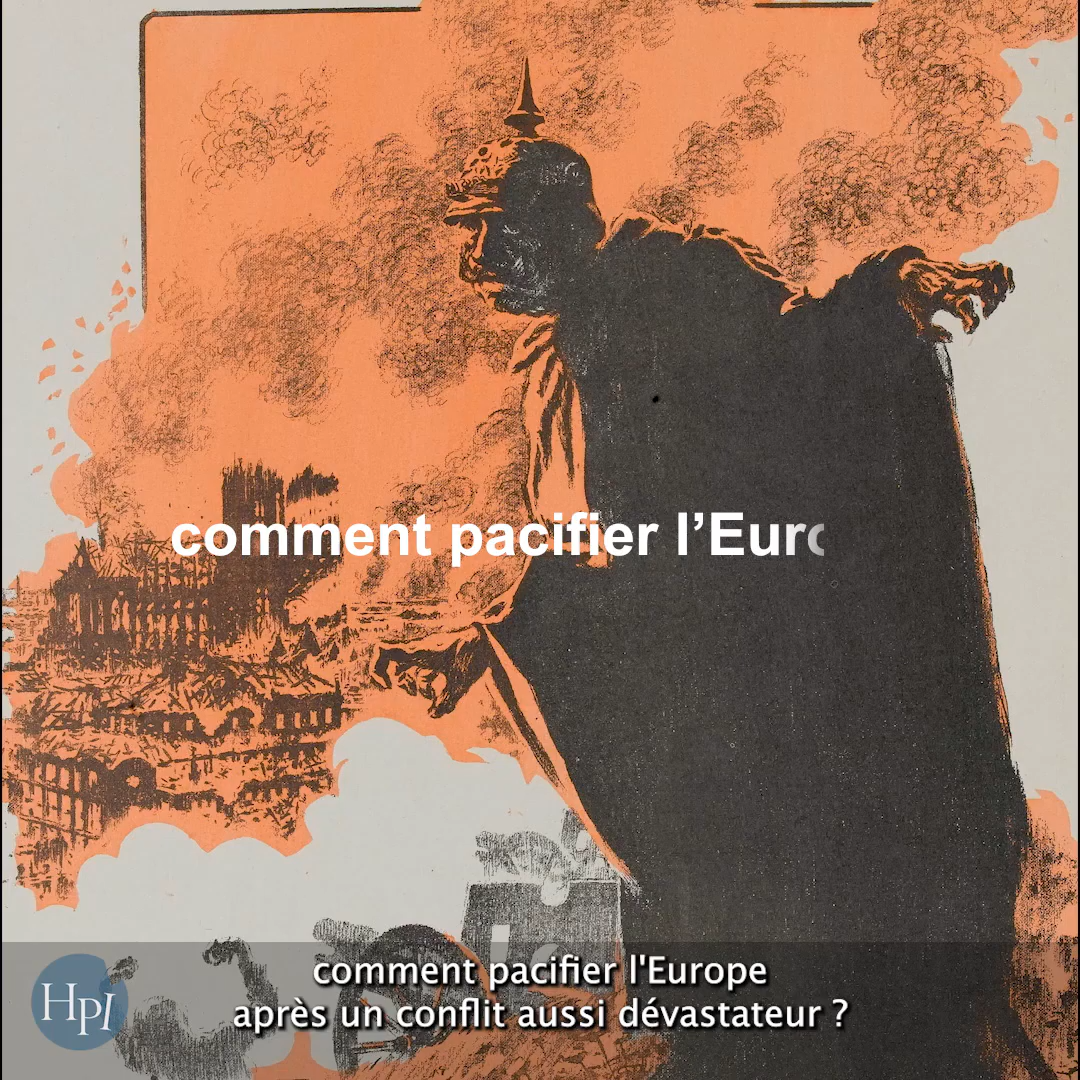 comment pacifier l’Euro
HPI
comment pacifier l'Europe
après un conflit aussi dévastateur ?